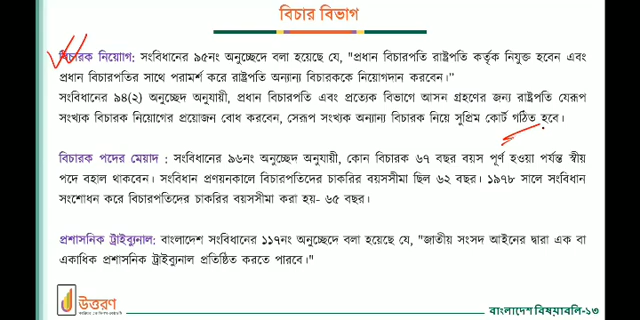 বিচার বিভাগ
বিচারক নিয়োগ: সংবিধানের ৯৫নং অনুচ্ছেদে বলা হয়েছে যে, "প্রধান বিচারপতি রাষ্ট্রপতি কর্তৃক নিযুক্ত হবেন এবং
প্রধান বিচারপতির সাথে পরামর্শ করে রাষ্ট্রপতি অন্যান্য বিচারককে নিয়োগদান করবেন।"
সংবিধানের ৯৪(২) অনুচ্ছেদ অনুযায়ী, প্রধান বিচারপতি এবং প্রত্যেক বিভাগে আসন গ্রহণের জন্য রাষ্ট্রপতি যেরূপ
সংখ্যক বিচারক নিয়োগের প্রয়োজন বোধ করবেন, সেরূপ সংখ্যক অন্যান্য বিচারক নিয়ে সুপ্রিম কোর্ট গঠিত হবে।
বিচারক পদের মেয়াদ : সংবিধানের ৯৬নং অনুচ্ছেদ অনুযায়ী, কোন বিচারক ৬৭ বছর বয়স পূর্ণ হওয়া পর্যন্ত স্বীয়
পদে বহাল থাকবেন। সংবিধান প্রণয়নকালে বিচারপতিদের চাকরির বয়সসীমা ছিল ৬২ বছর। ১৯৭৮ সালে সংবিধান
সংশোধন করে বিচারপতিদের চাকরির বয়সসীমা করা হয়- ৬৫ বছর।
প্রশাসনিক ট্রাইব্যুনাল: বাংলাদেশ সংবিধানের ১১৭নং অনুচ্ছেদে বলা হয়েছে যে, "জাতীয় সংসদ আইনের দ্বারা এক বা
একাধিক প্রশাসনিক ট্রাইব্যুনাল প্রতিষ্ঠিত করতে পারবে।"
উত্তরণ
বাংলাদেশ বিষয়াবলি-১৩